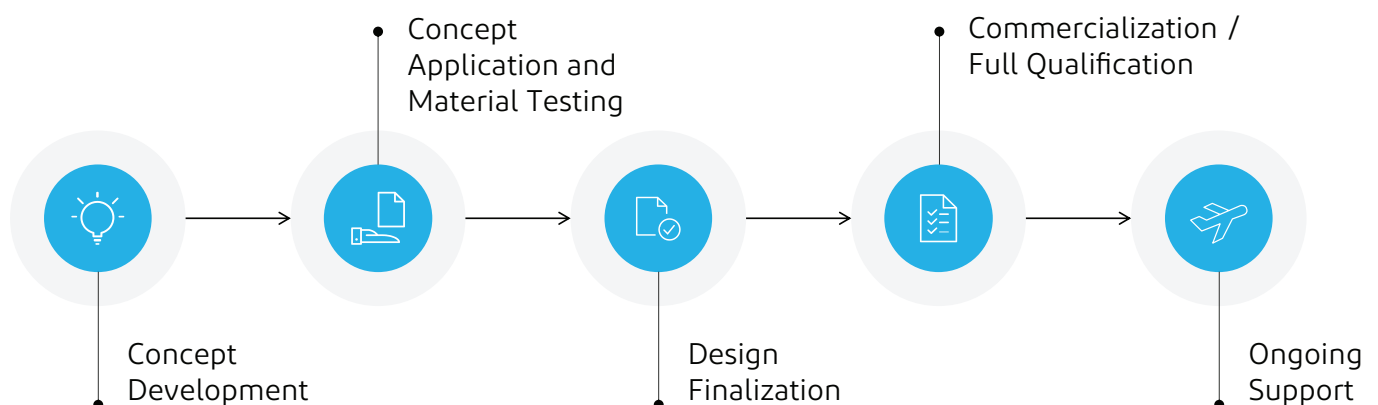 Concept
Development
Concept
Application and
Material Testing
Design
Finalization
Commercialization /
Full Qualification
Ongoing
Support